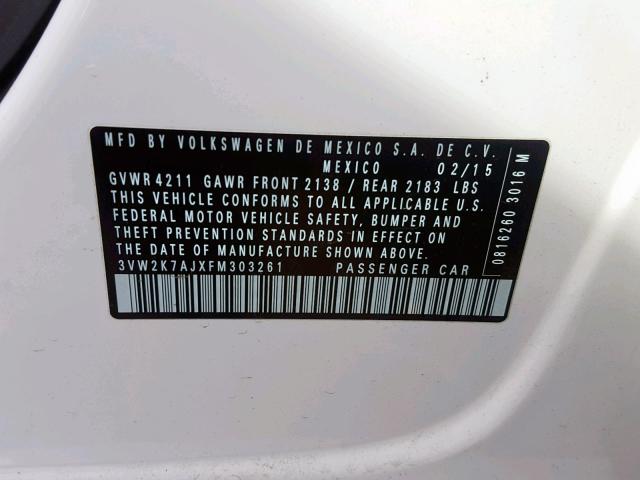 MFD BY VOLKSWAGEN DE MEXICO S.A. DE C.V.
MEXICO 02/15
GVWR 4211 GAWR FRONT 2138 / REAR 2183 LBS
THIS VEHICLE CONFORMS TO ALL APPLICABLE U.S.
FEDERAL MOTOR VEHICLE SAFETY, BUMPER AND
THEFT PREVENTION STANDARDS IN EFFECT ON
THE DATE OF MANUFACTURE SHOWN ABOVE.
3VW2K7AJXFM303261 PASSENGER CAR
0816260 3016 M